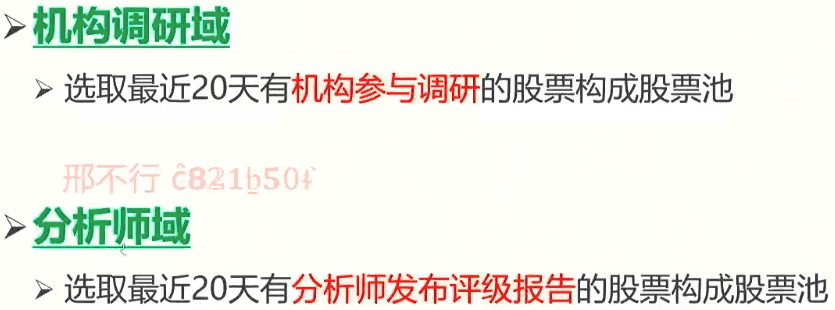 ➢机构调研域
➢选取最近20天有机构参与调研的股票构成股票池
邢不行 ĉ821ḇ50
➢分析师域
➢选取最近20天有分析师发布评级报告的股票构成股票池